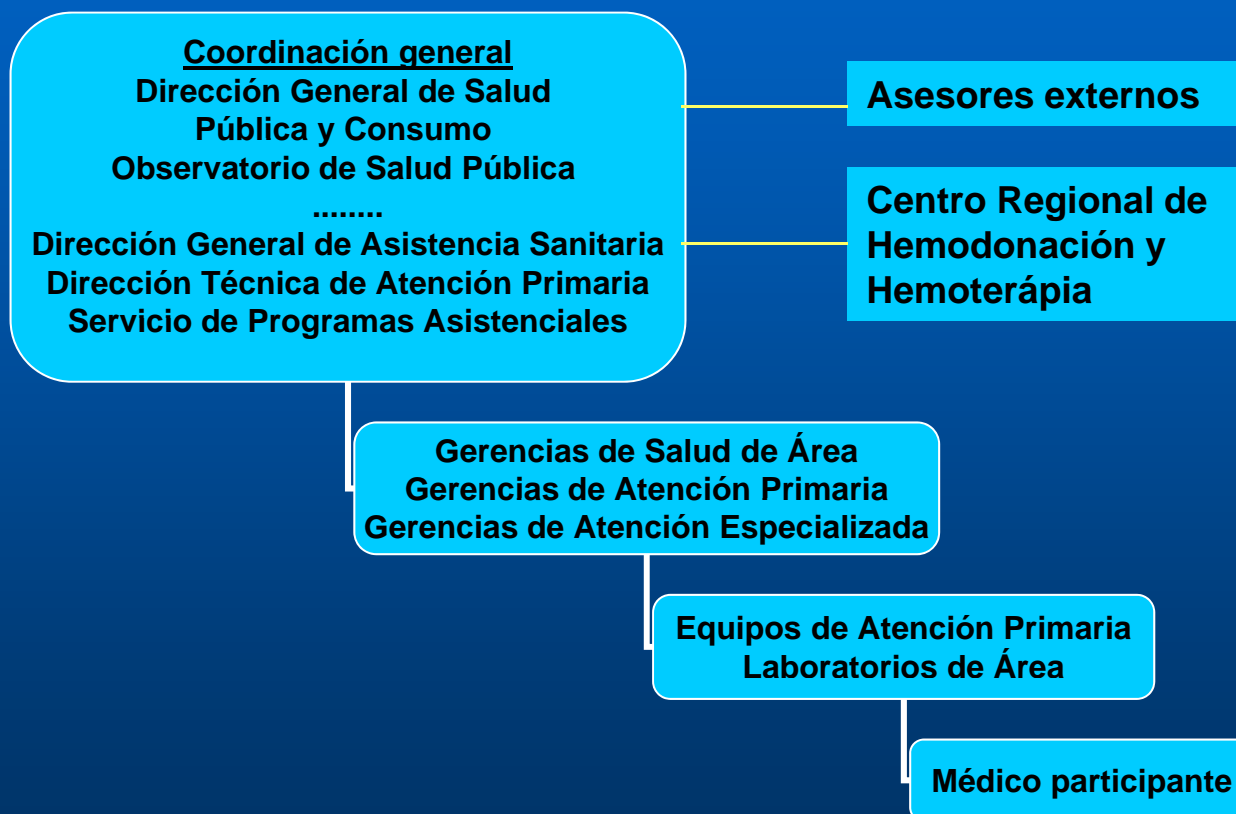 Coordinación general
Dirección General de Salud
Pública y Consumo
Observatorio de Salud Pública
........
Dirección General de Asistencia Sanitaria
Dirección Técnica de Atención Primaria
Servicio de Programas Asistenciales
Asesores externos
Centro Regional de
Hemodonación y
Hemoterápia
Gerencias de Salud de Área
Gerencias de Atención Primaria
Gerencias de Atención Especializada
Equipos de Atención Primaria
Laboratorios de Área
Médico participante